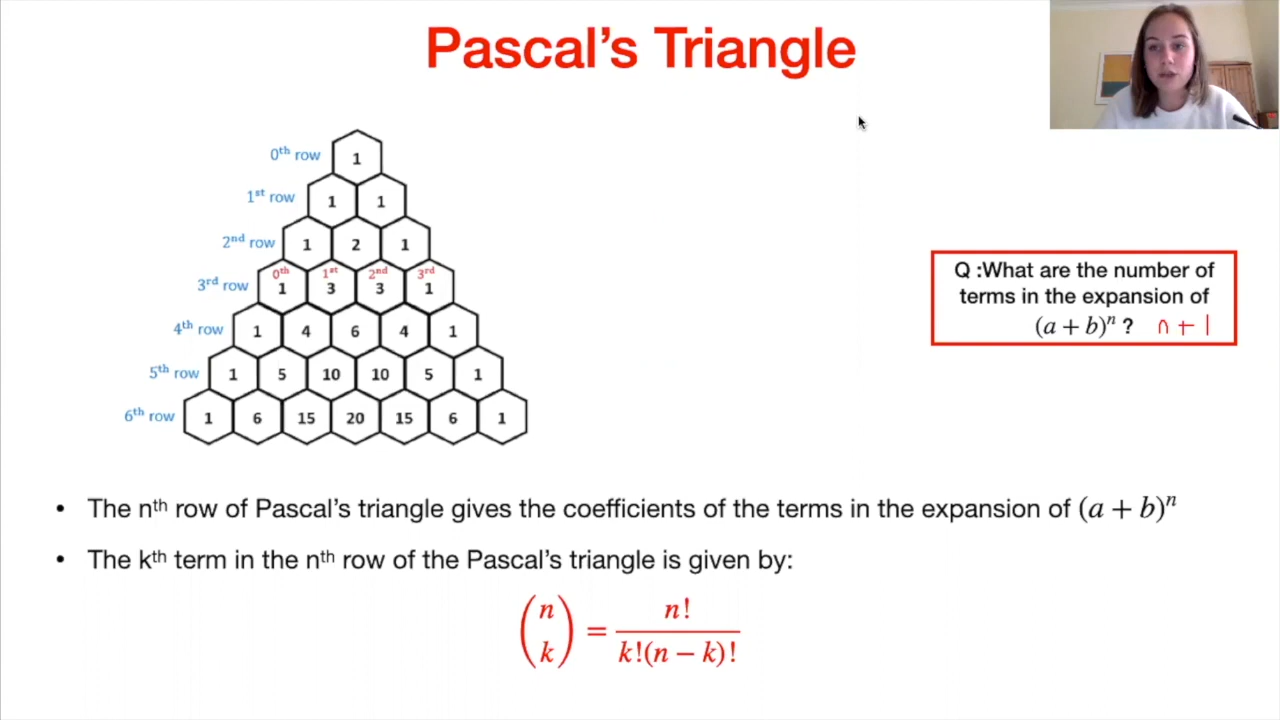 Pascal's Triangle
0th row 1
1st row 1 1
2nd row 1 2 1
0th 1st 2nd 3rd
3rd row 1 3 3 1
4th row 1 4 6 4 1
5th row 1 5 10 10 5 1
6th row 1 6 15 20 15 6 1
Q :What are the number of
terms in the expansion of
(a + b)^n ? n + 1
• The nth row of Pascal's triangle gives the coefficients of the terms in the expansion of (a + b)^n
• The kth term in the nth row of the Pascal's triangle is given by:
(n k) = n! / k!(n − k)!